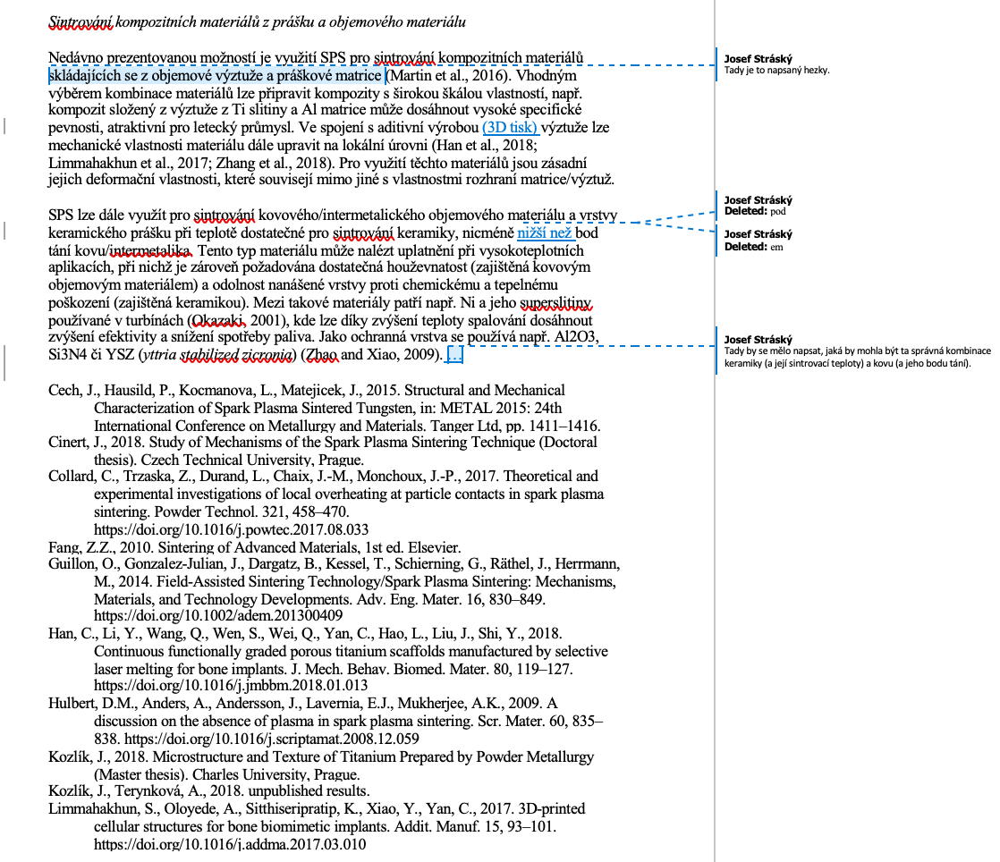 Sintrování kompozitních materiálů z prášku a objemového materiálu
Nedávno prezentovanou možností je využití SPS pro sintrování kompozitních materiálů
skládajících se z objemové výztuže a práškové matrice (Martin et al., 2016). Vhodným
výběrem kombinace materiálů lze připravit kompozity s širokou škálou vlastností, např.
kompozit složený z výztuže z Ti slitiny a Al matrice může dosáhnout vysoké specifické
pevnosti, atraktivní pro letecký průmysl. Ve spojení s aditivní výrobou (3D tisk) výztuže lze
mechanické vlastnosti materiálu dále upravit na lokální úrovni (Han et al., 2018;
Limmahakhun et al., 2017; Zhang et al., 2018). Pro využití těchto materiálů jsou zásadní
jejich deformační vlastnosti, které souvisejí mimo jiné s vlastnostmi rozhraní matrice/výztuž.
SPS lze dále využít pro sintrování kovového/intermetalického objemového materiálu a vrstvy
keramického prášku při teplotě dostatečné pro sintrování keramiky, nicméně nižší než bod
tání kovu/intermetalika. Tento typ materiálu může nalézt uplatnění při vysokoteplotních
aplikacích, při nichž je zároveň požadována dostatečná houževnatost (zajištěná kovovým
objemovým materiálem) a odolnost nanášené vrstvy proti chemickému a tepelnému
poškození (zajištěná keramikou). Mezi takové materiály patří např. Ni a jeho superslitiny
používané v turbínách (Okazaki, 2001), kde lze díky zvýšení teploty spalování dosáhnout
zvýšení efektivity a snížení spotřeby paliva. Jako ochranná vrstva se používá např. Al2O3,
Si3N4 či YSZ (yttria stabilized zicronia) (Zhao and Xiao, 2009). …
Cech, J., Hausild, P., Kocmanova, L., Matejicek, J., 2015. Structural and Mechanical
Characterization of Spark Plasma Sintered Tungsten, in: METAL 2015: 24th
International Conference on Metallurgy and Materials. Tanger Ltd, pp. 1411–1416.
Cinert, J., 2018. Study of Mechanisms of the Spark Plasma Sintering Technique (Doctoral
thesis). Czech Technical University, Prague.
Collard, C., Trzaska, Z., Durand, L., Chaix, J.-M., Monchoux, J.-P., 2017. Theoretical and
experimental investigations of local overheating at particle contacts in spark plasma
sintering. Powder Technol. 321, 458–470.
https://doi.org/10.1016/j.powtec.2017.08.033
Fang, Z.Z., 2010. Sintering of Advanced Materials, 1st ed. Elsevier.
Guillon, O., Gonzalez-Julian, J., Dargatz, B., Kessel, T., Schierning, G., Räthel, J., Herrmann,
M., 2014. Field-Assisted Sintering Technology/Spark Plasma Sintering: Mechanisms,
Materials, and Technology Developments. Adv. Eng. Mater. 16, 830–849.
https://doi.org/10.1002/adem.201300409
Han, C., Li, Y., Wang, Q., Wen, S., Wei, Q., Yan, C., Hao, L., Liu, J., Shi, Y., 2018.
Continuous functionally graded porous titanium scaffolds manufactured by selective
laser melting for bone implants. J. Mech. Behav. Biomed. Mater. 80, 119–127.
https://doi.org/10.1016/j.jmbbm.2018.01.013
Hulbert, D.M., Anders, A., Andersson, J., Lavernia, E.J., Mukherjee, A.K., 2009. A
discussion on the absence of plasma in spark plasma sintering. Scr. Mater. 60, 835–
838. https://doi.org/10.1016/j.scriptamat.2008.12.059
Kozlík, J., 2018. Microstructure and Texture of Titanium Prepared by Powder Metallurgy
(Master thesis). Charles University, Prague.
Kozlík, J., Terynková, A., 2018. unpublished results.
Limmahakhun, S., Oloyede, A., Sitthiseripratip, K., Xiao, Y., Yan, C., 2017. 3D-printed
cellular structures for bone biomimetic implants. Addit. Manuf. 15, 93–101.
https://doi.org/10.1016/j.addma.2017.03.010
Josef Stráský
Tady je to napsaný hezky.
Josef Stráský
Deleted: pod
Josef Stráský
Deleted: em
Josef Stráský
Tady by se mělo napsat, jaká by mohla být ta správná kombinace
keramiky (a její sintrovací teploty) a kovu (a jeho bodu tání).